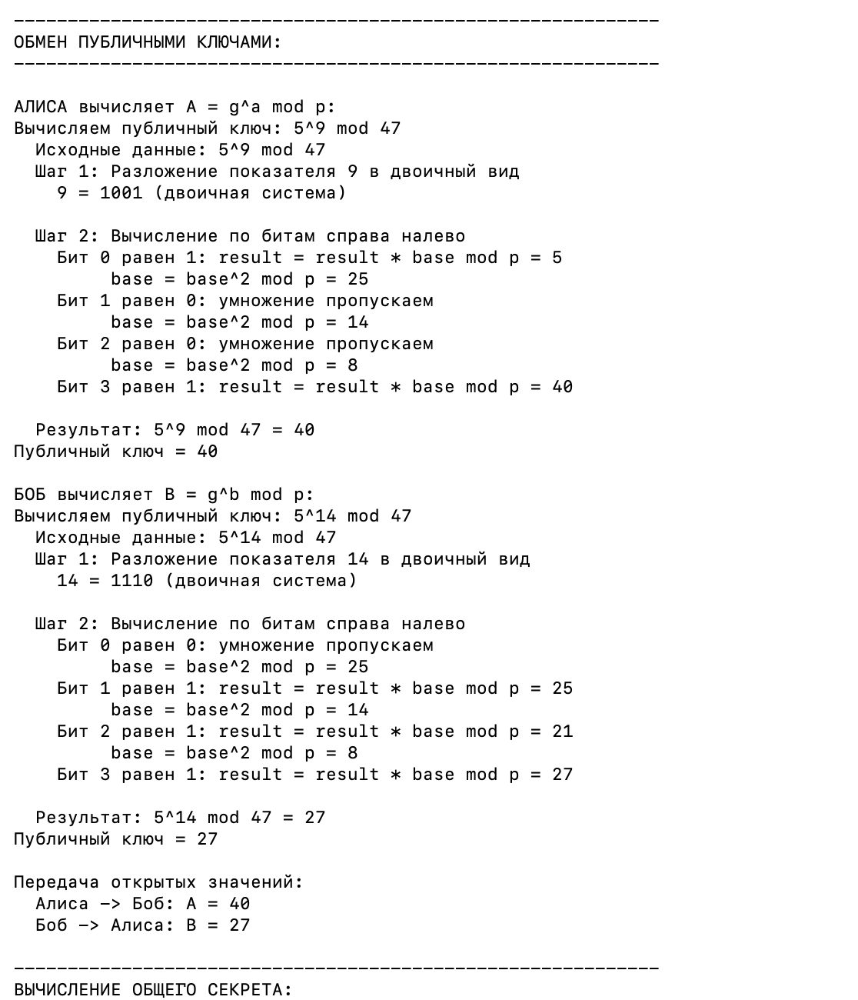 ------------------------------------------------------------
ОБМЕН ПУБЛИЧНЫМИ КЛЮЧАМИ:
------------------------------------------------------------
АЛИСА вычисляет A = g^a mod p:
Вычисляем публичный ключ: 5^9 mod 47
Исходные данные: 5^9 mod 47
Шаг 1: Разложение показателя 9 в двоичный вид
9 = 1001 (двоичная система)
Шаг 2: Вычисление по битам справа налево
Бит 0 равен 1: result = result * base mod p = 5
base = base^2 mod p = 25
Бит 1 равен 0: умножение пропускаем
base = base^2 mod p = 14
Бит 2 равен 0: умножение пропускаем
base = base^2 mod p = 8
Бит 3 равен 1: result = result * base mod p = 40
Результат: 5^9 mod 47 = 40
Публичный ключ = 40
БОБ вычисляет B = g^b mod p:
Вычисляем публичный ключ: 5^14 mod 47
Исходные данные: 5^14 mod 47
Шаг 1: Разложение показателя 14 в двоичный вид
14 = 1110 (двоичная система)
Шаг 2: Вычисление по битам справа налево
Бит 0 равен 0: умножение пропускаем
base = base^2 mod p = 25
Бит 1 равен 1: result = result * base mod p = 25
base = base^2 mod p = 14
Бит 2 равен 1: result = result * base mod p = 21
base = base^2 mod p = 8
Бит 3 равен 1: result = result * base mod p = 27
Результат: 5^14 mod 47 = 27
Публичный ключ = 27
Передача открытых значений:
Алиса -> Боб: A = 40
Боб -> Алиса: B = 27
------------------------------------------------------------
ВЫЧИСЛЕНИЕ ОБЩЕГО СЕКРЕТА: